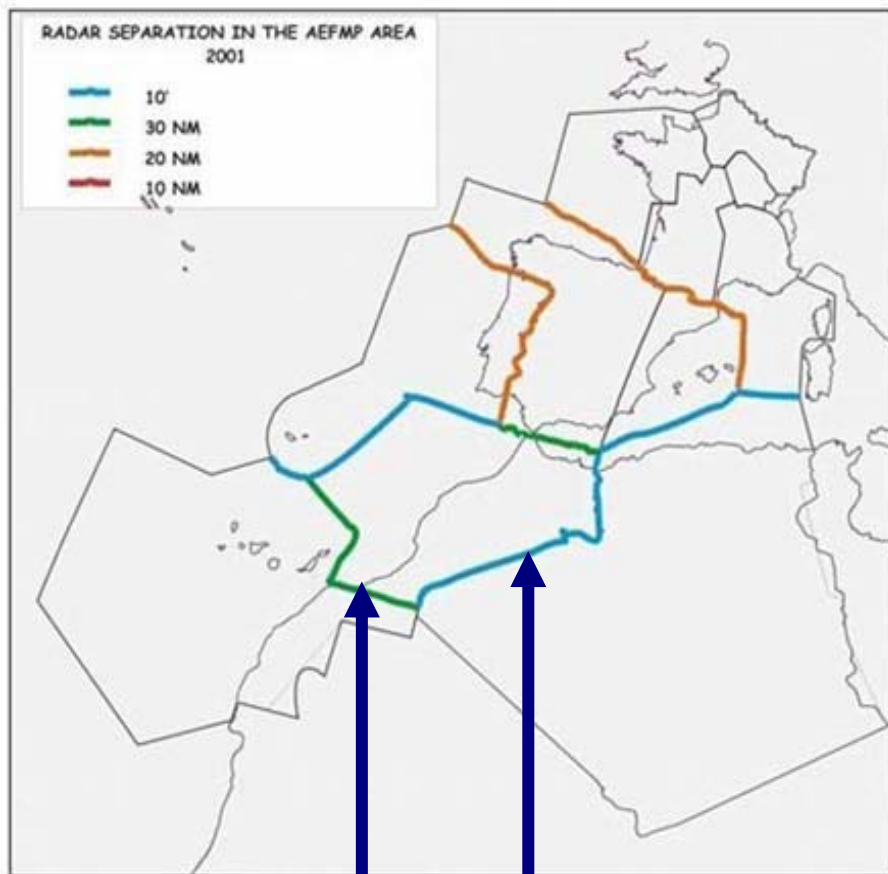 RADAR SEPARATION IN THE AEFMP AREA
2001
10'
30 NM
20 NM
10 NM